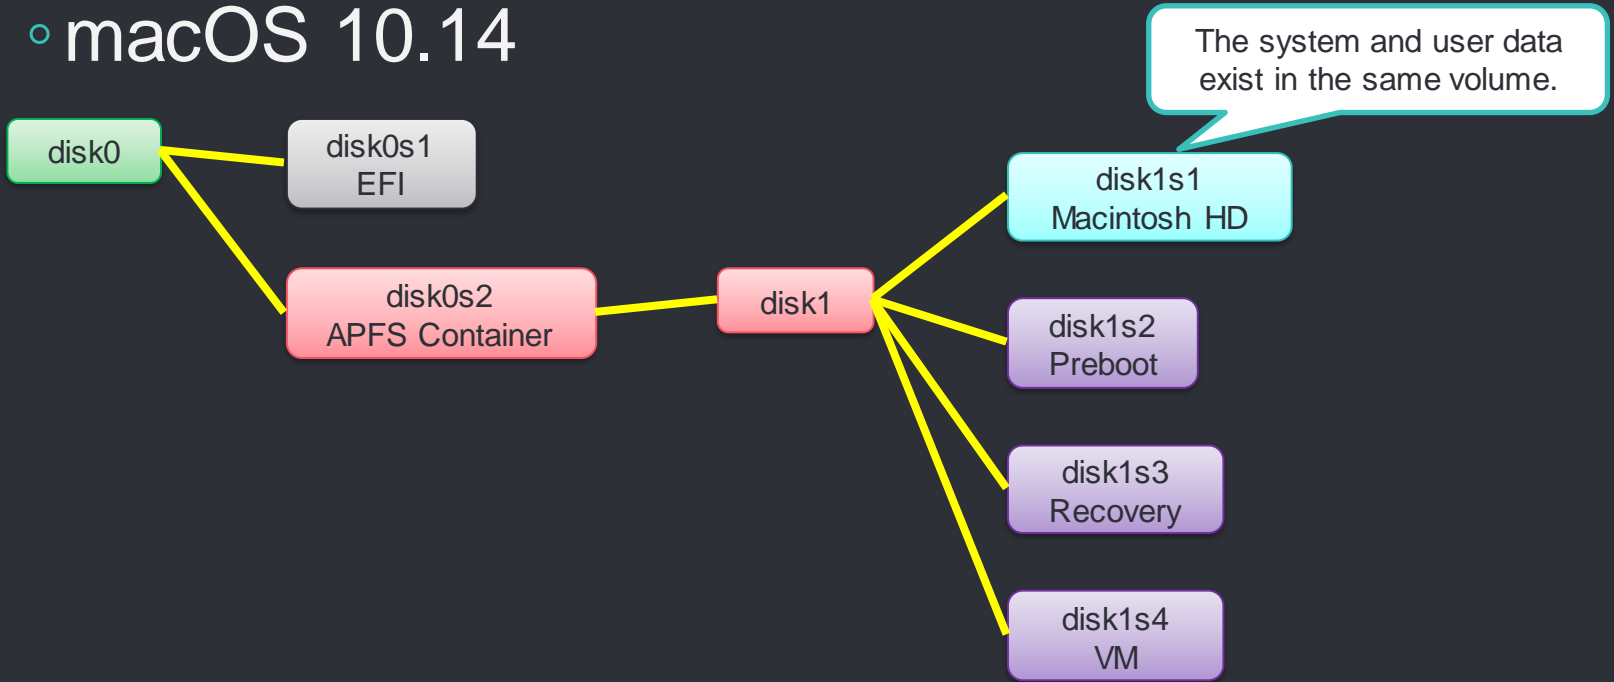 macOS 10.14
The system and user data
exist in the same volume.
disk0
disk0s1
EFI
disk0s2
APFS Container
disk1
disk1s1
Macintosh HD
disk1s2
Preboot
disk1s3
Recovery
disk1s4
VM